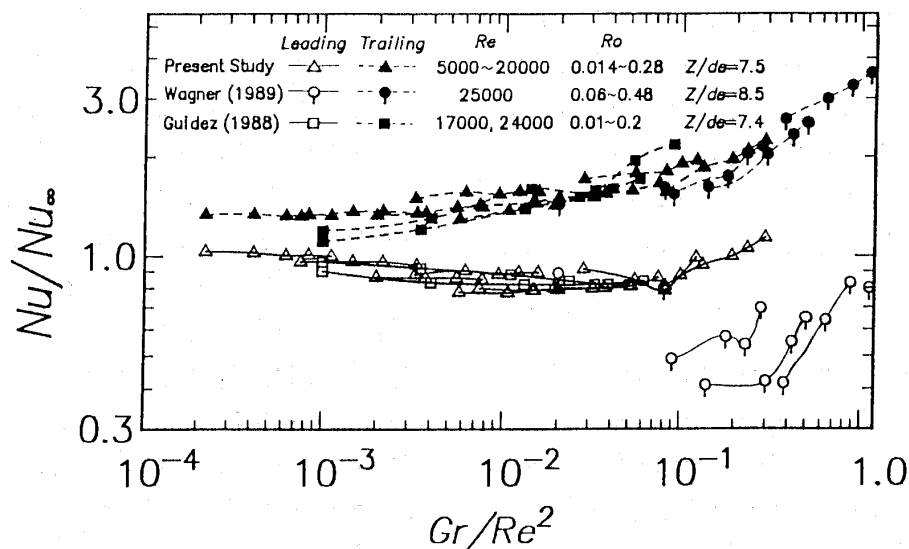 Leading Trailing Re Ro
Present Study 5000~20000 0.014~0.28 Z/de=7.5
Wagner (1989) 25000 0.06~0.48 Z/de=8.5
Guidez (1988) 17000, 24000 0.01~0.2 Z/de=7.4
3.0
1.0
0.3
Nu/Nu∞
10⁻⁴ 10⁻³ 10⁻² 10⁻¹ 1.0
Gr/Re²